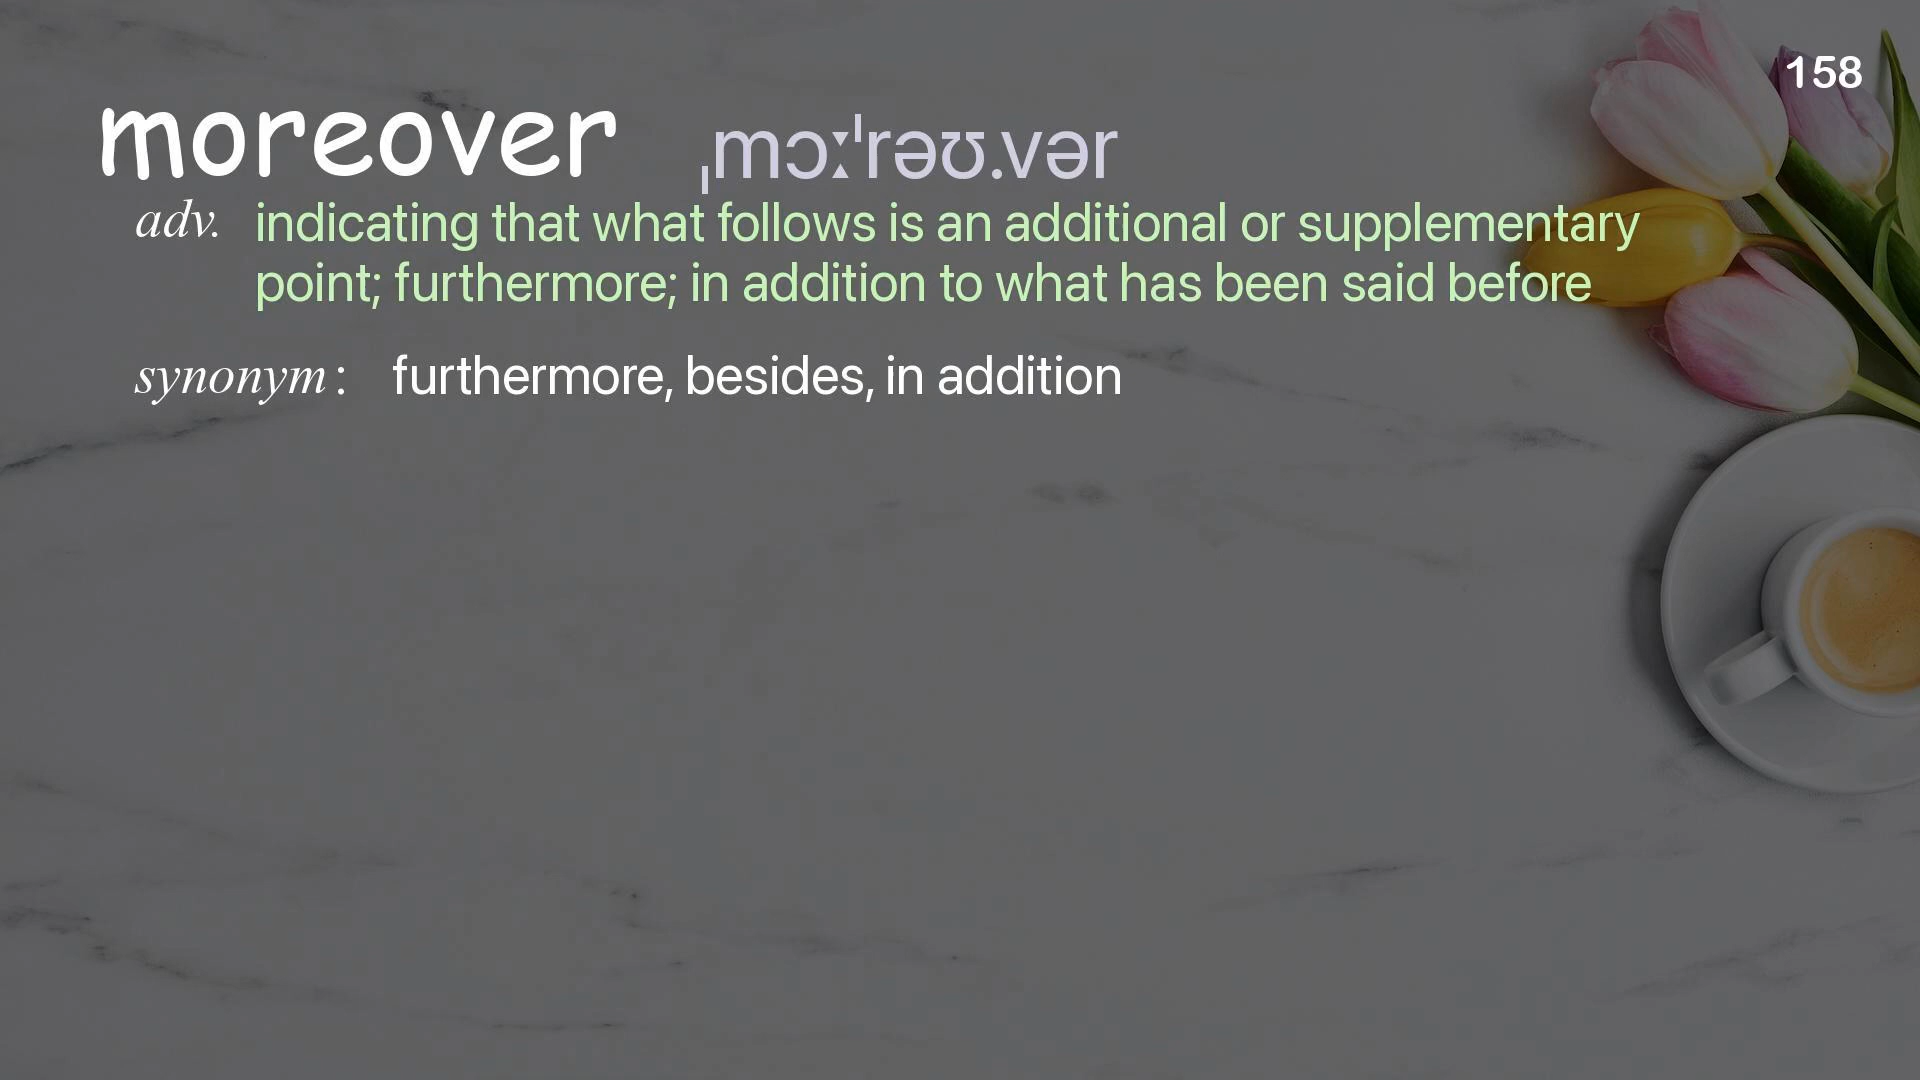 158
moreover ˌmɔːˈrəʊ.vər
adv. indicating that what follows is an additional or supplementary
point; furthermore; in addition to what has been said before
synonym: furthermore, besides, in addition